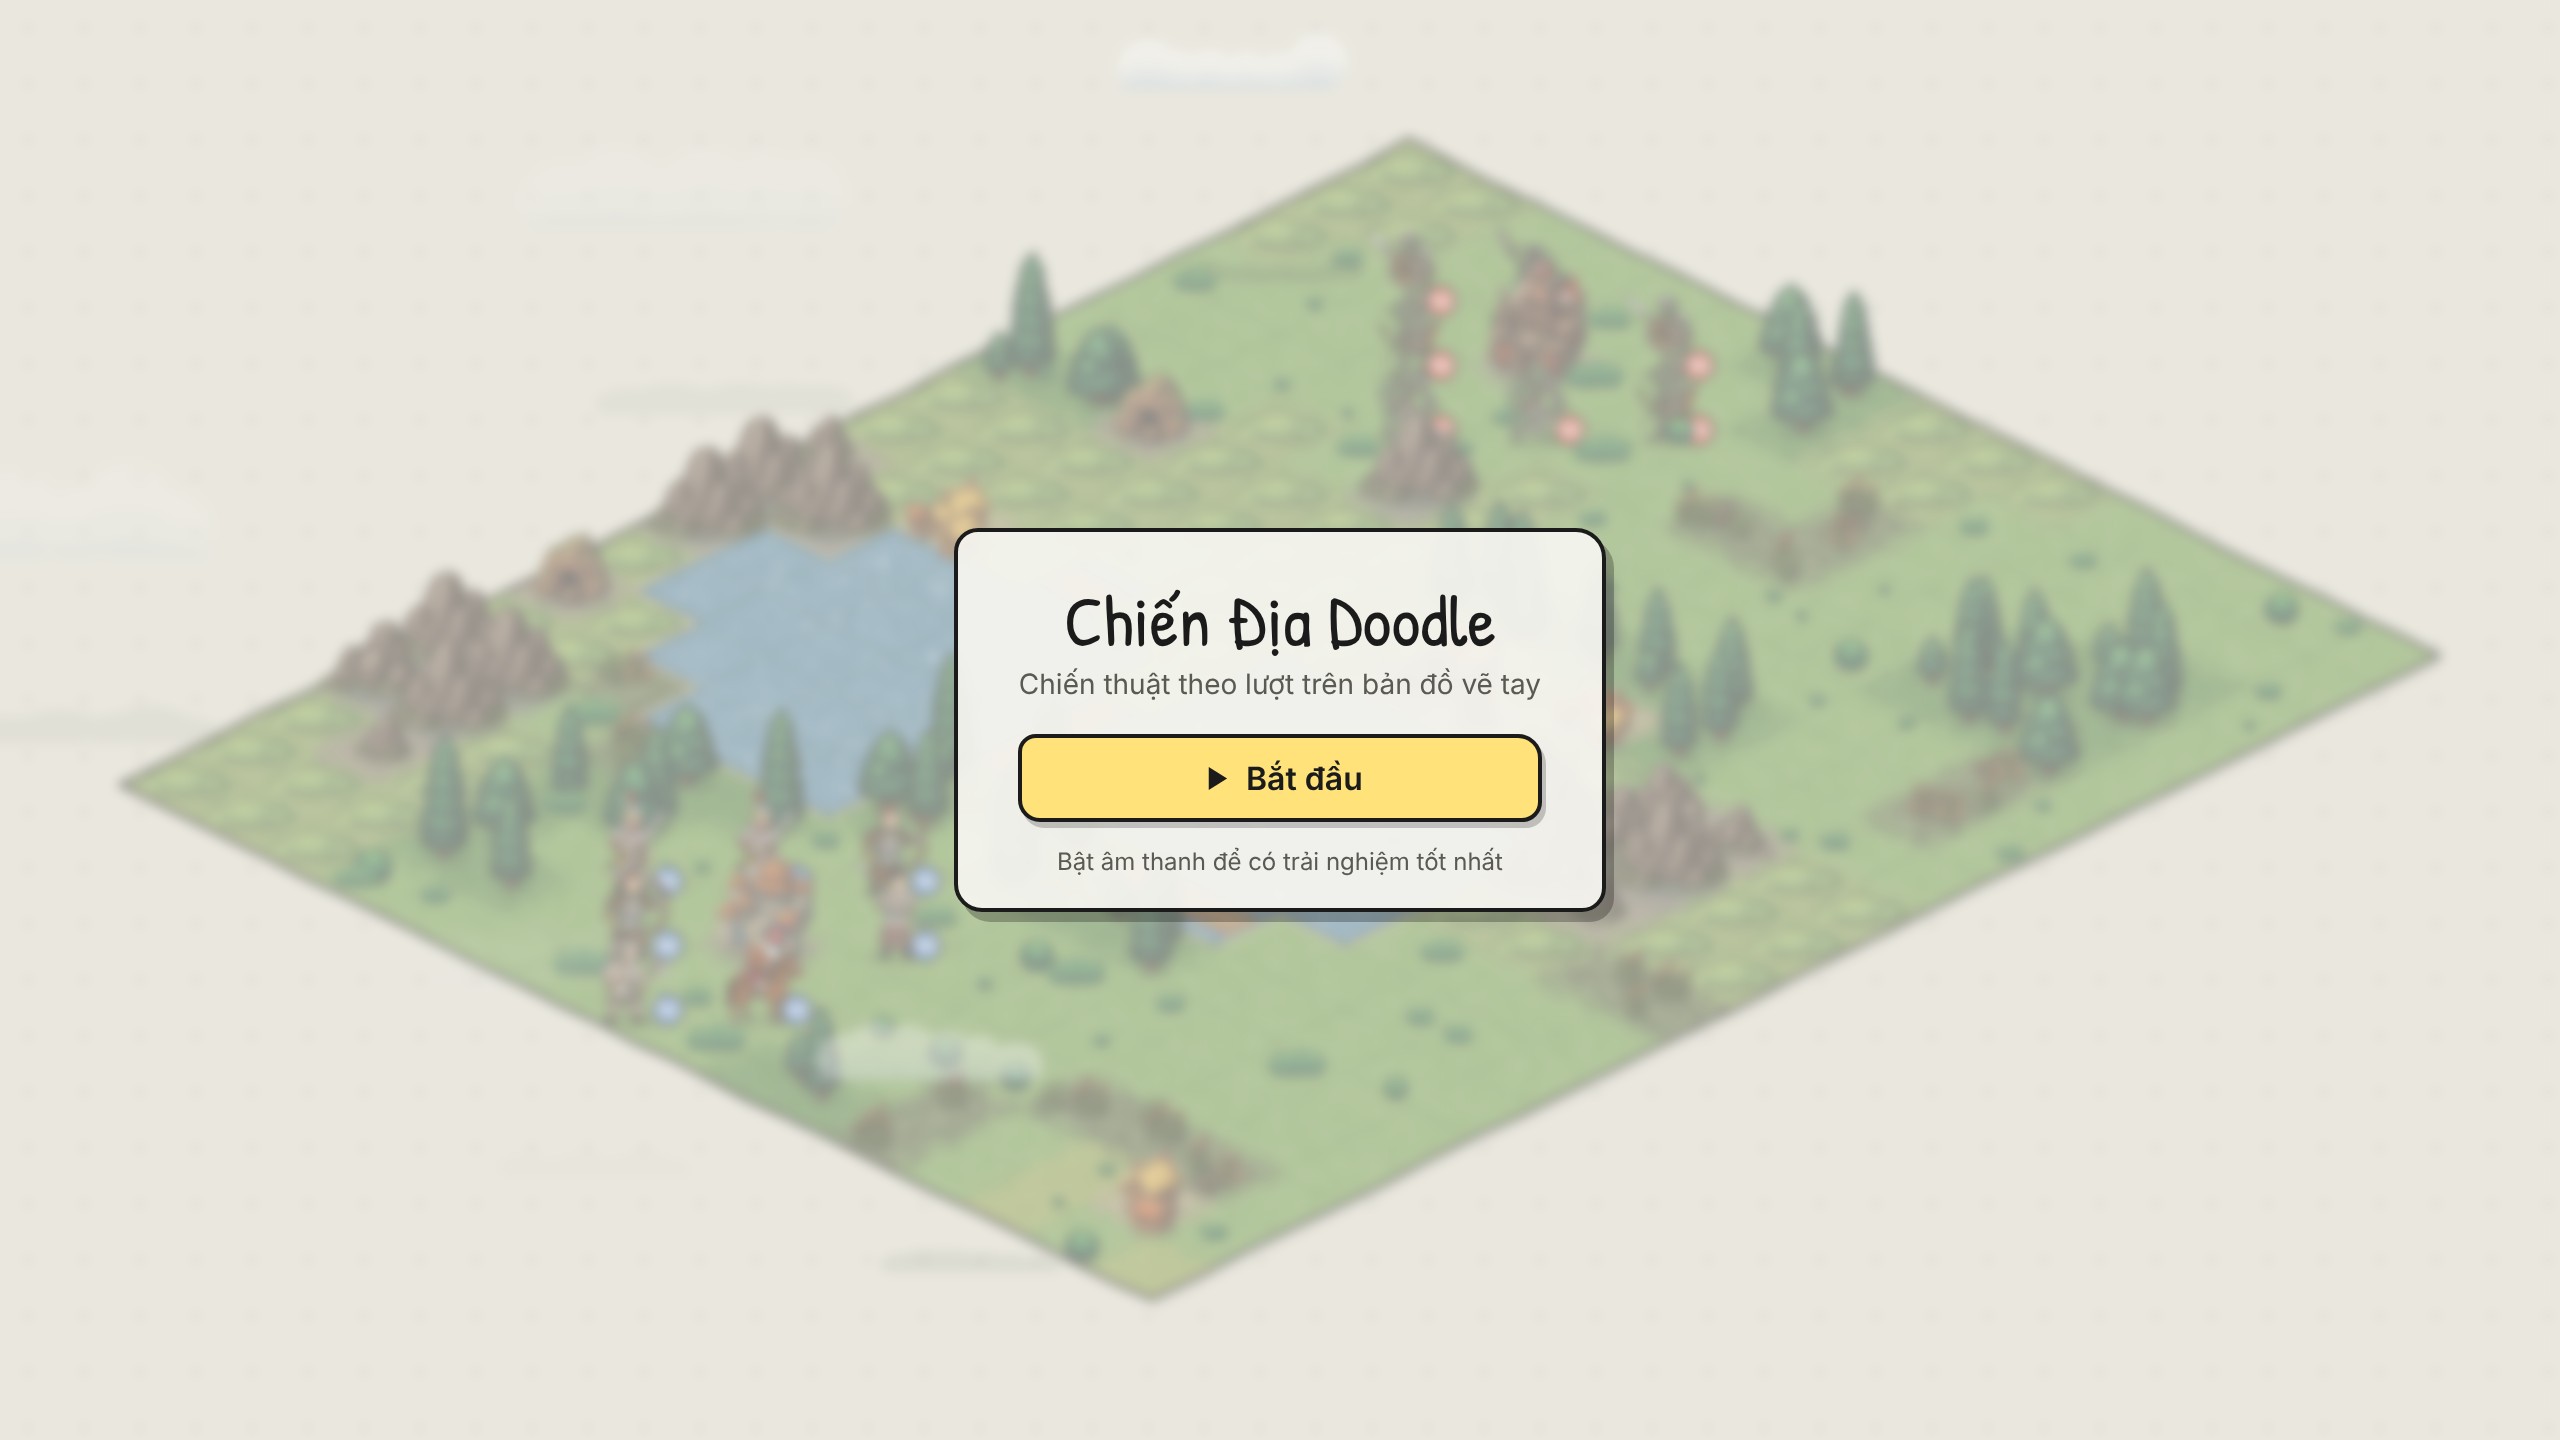 Chiến Địa Doodle
Chiến thuật theo lượt trên bản đồ vẽ tay
Bắt đầu
Bật âm thanh để có trải nghiệm tốt nhất